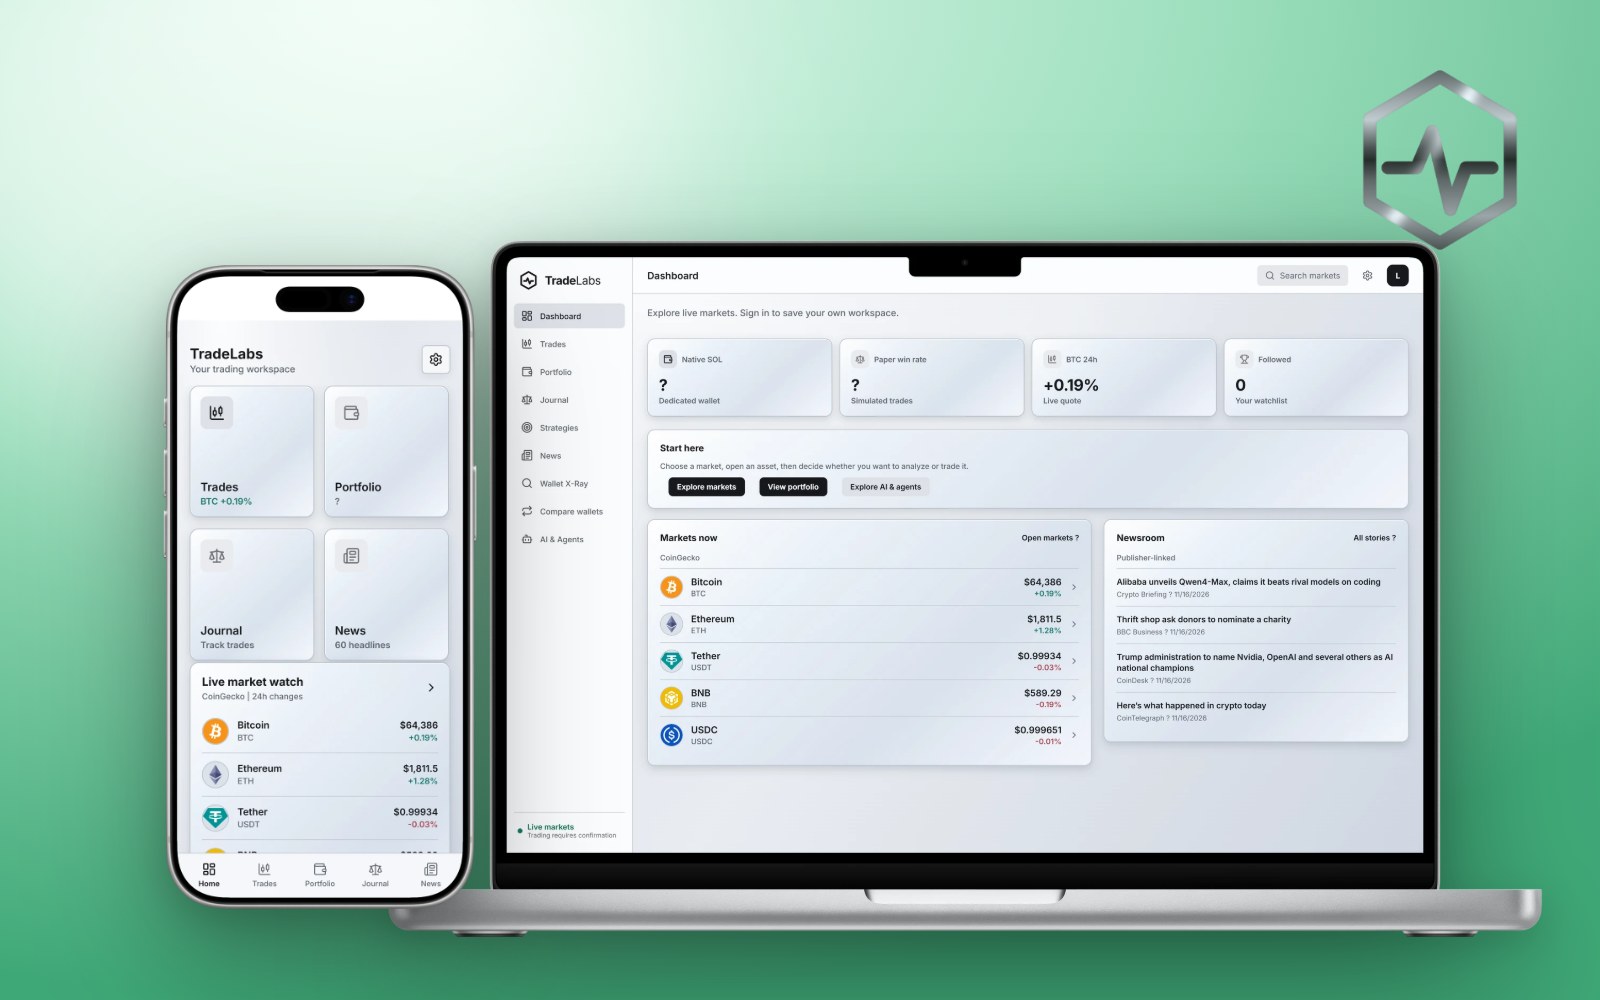 TradeLabs
Your trading workspace
Trades
BTC +0.19%
Portfolio
?
Journal
Track trades
News
60 headlines
Live market watch
CoinGecko | 24h changes
Bitcoin
BTC
$64,386
+0.19%
Ethereum
ETH
$1,811.5
+1.28%
Tether
USDT
$0.99934
-0.03%
Home
Trades
Portfolio
Journal
News
TradeLabs
Dashboard
Trades
Portfolio
Journal
Strategies
News
Wallet X-Ray
Compare wallets
AI & Agents
Live markets
Trading requires confirmation
Dashboard
Search markets
L
Explore live markets. Sign in to save your own workspace.
Native SOL
?
Dedicated wallet
Paper win rate
?
Simulated trades
BTC 24h
+0.19%
Live quote
Followed
0
Your watchlist
Start here
Choose a market, open an asset, then decide whether you want to analyze or trade it.
Explore markets
View portfolio
Explore AI & agents
Markets now
Open markets ?
CoinGecko
Bitcoin
BTC
$64,386
+0.19%
Ethereum
ETH
$1,811.5
+1.28%
Tether
USDT
$0.99934
-0.03%
BNB
BNB
$589.29
-0.19%
USDC
USDC
$0.999651
-0.01%
Newsroom
All stories ?
Publisher-linked
Alibaba unveils Qwen4-Max, claims it beats rival models on coding
Crypto Briefing ? 11/16/2026
Thrift shop ask donors to nominate a charity
BBC Business ? 11/16/2026
Trump administration to name Nvidia, OpenAI and several others as AI
national champions
CoinDesk ? 11/16/2026
Here's what happened in crypto today
CoinTelegraph ? 11/16/2026